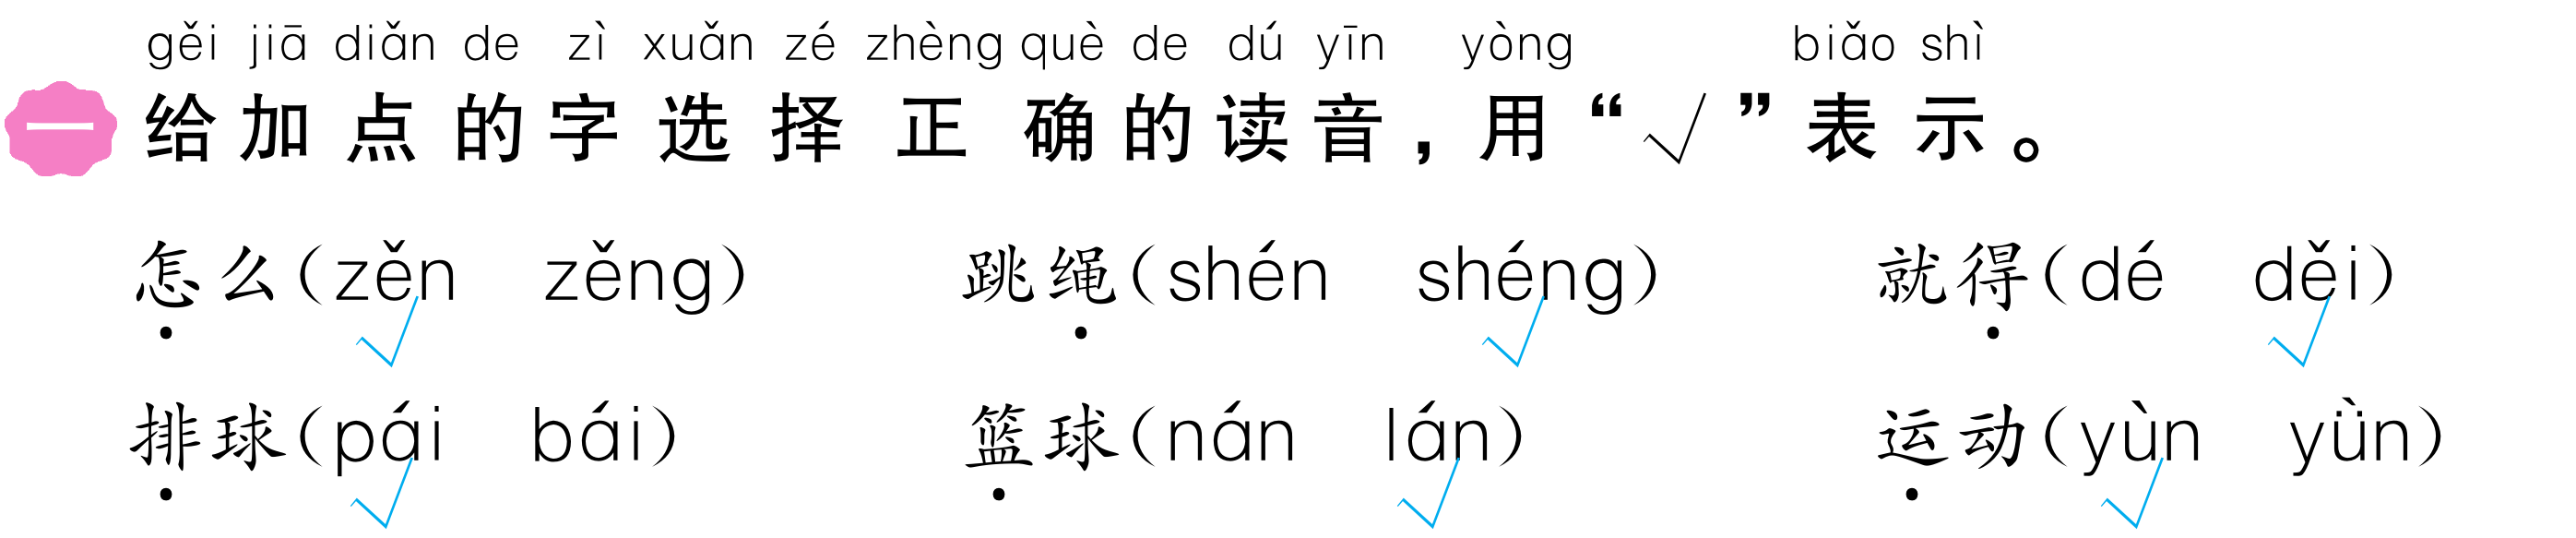 gěi jiā diǎn de zì xuǎn zé zhèng què de dú yīn yòng biǎo shì
一 给加点的字选择正确的读音，用“√”表示。
怎么(zěn√ zěng) 跳绳(shén shéng√) 就得(dé děi√)
排球(pái√ bái) 篮球(nán lán√) 运动(yùn√ yǜn)